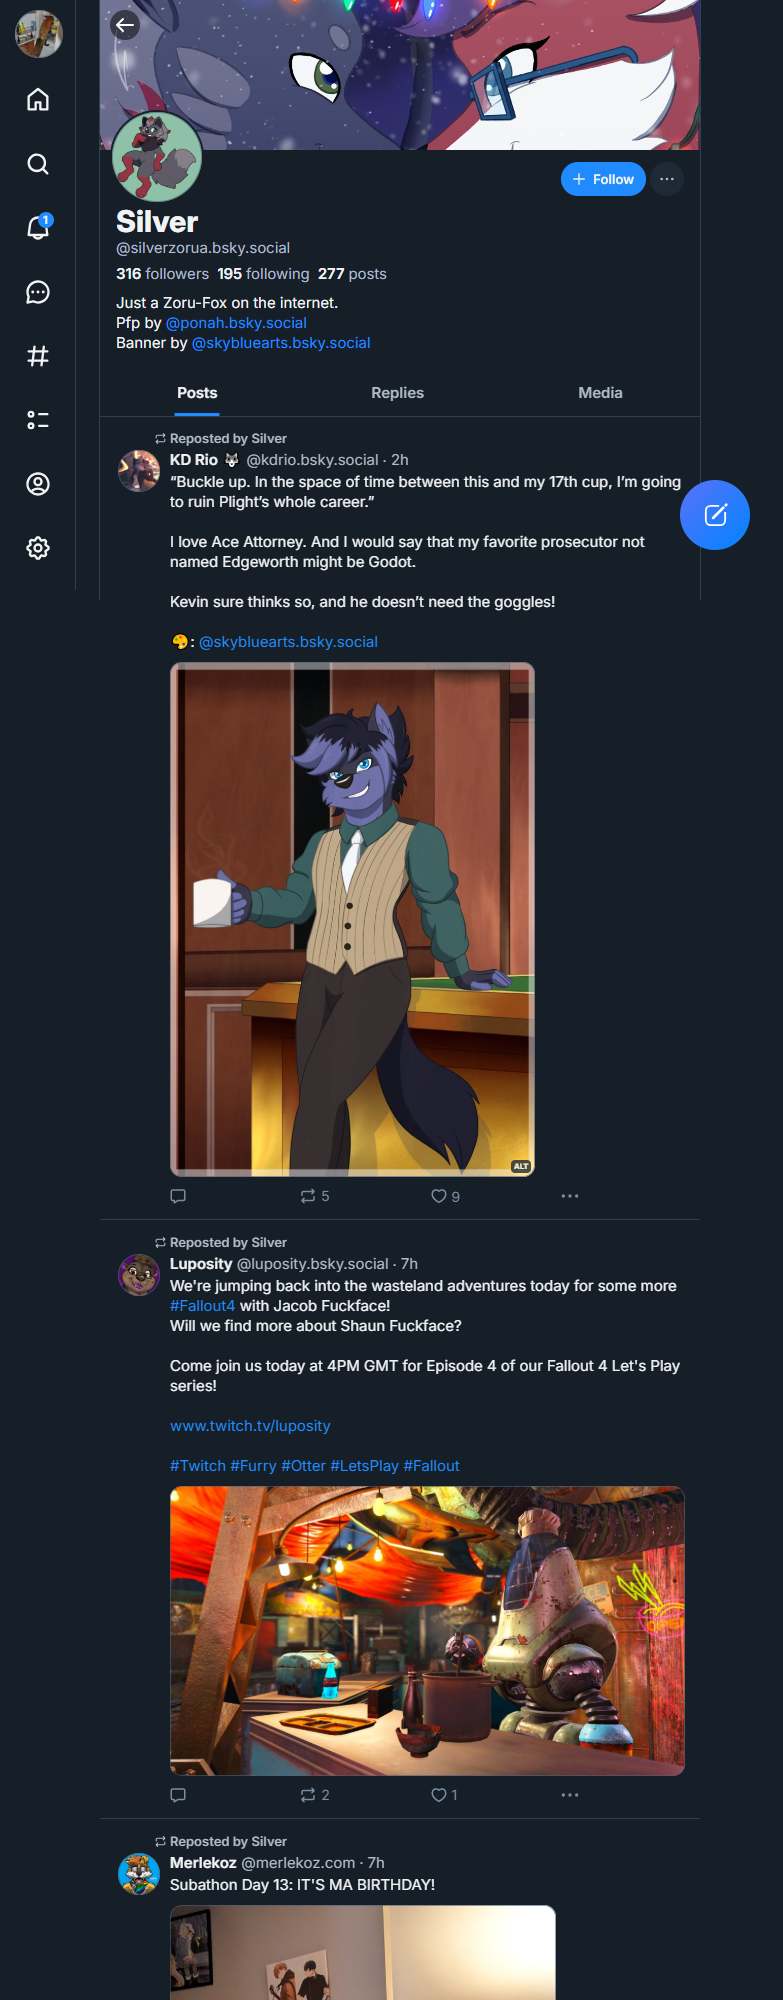 1
+ Follow
Silver
@silverzorua.bsky.social
316 followers 195 following 277 posts
Just a Zoru-Fox on the internet.
Pfp by @ponah.bsky.social
Banner by @skybluearts.bsky.social
Posts Replies Media
Reposted by Silver
KD Rio 🐺 @kdrio.bsky.social · 2h
“Buckle up. In the space of time between this and my 17th cup, I’m going
to ruin Plight’s whole career.”
I love Ace Attorney. And I would say that my favorite prosecutor not
named Edgeworth might be Godot.
Kevin sure thinks so, and he doesn’t need the goggles!
🎨: @skybluearts.bsky.social
ALT
5 9
Reposted by Silver
Luposity @luposity.bsky.social · 7h
We're jumping back into the wasteland adventures today for some more
#Fallout4 with Jacob Fuckface!
Will we find more about Shaun Fuckface?
Come join us today at 4PM GMT for Episode 4 of our Fallout 4 Let's Play
series!
www.twitch.tv/luposity
#Twitch #Furry #Otter #LetsPlay #Fallout
OPEN
2 1
Reposted by Silver
Merlekoz @merlekoz.com · 7h
Subathon Day 13: IT'S MA BIRTHDAY!